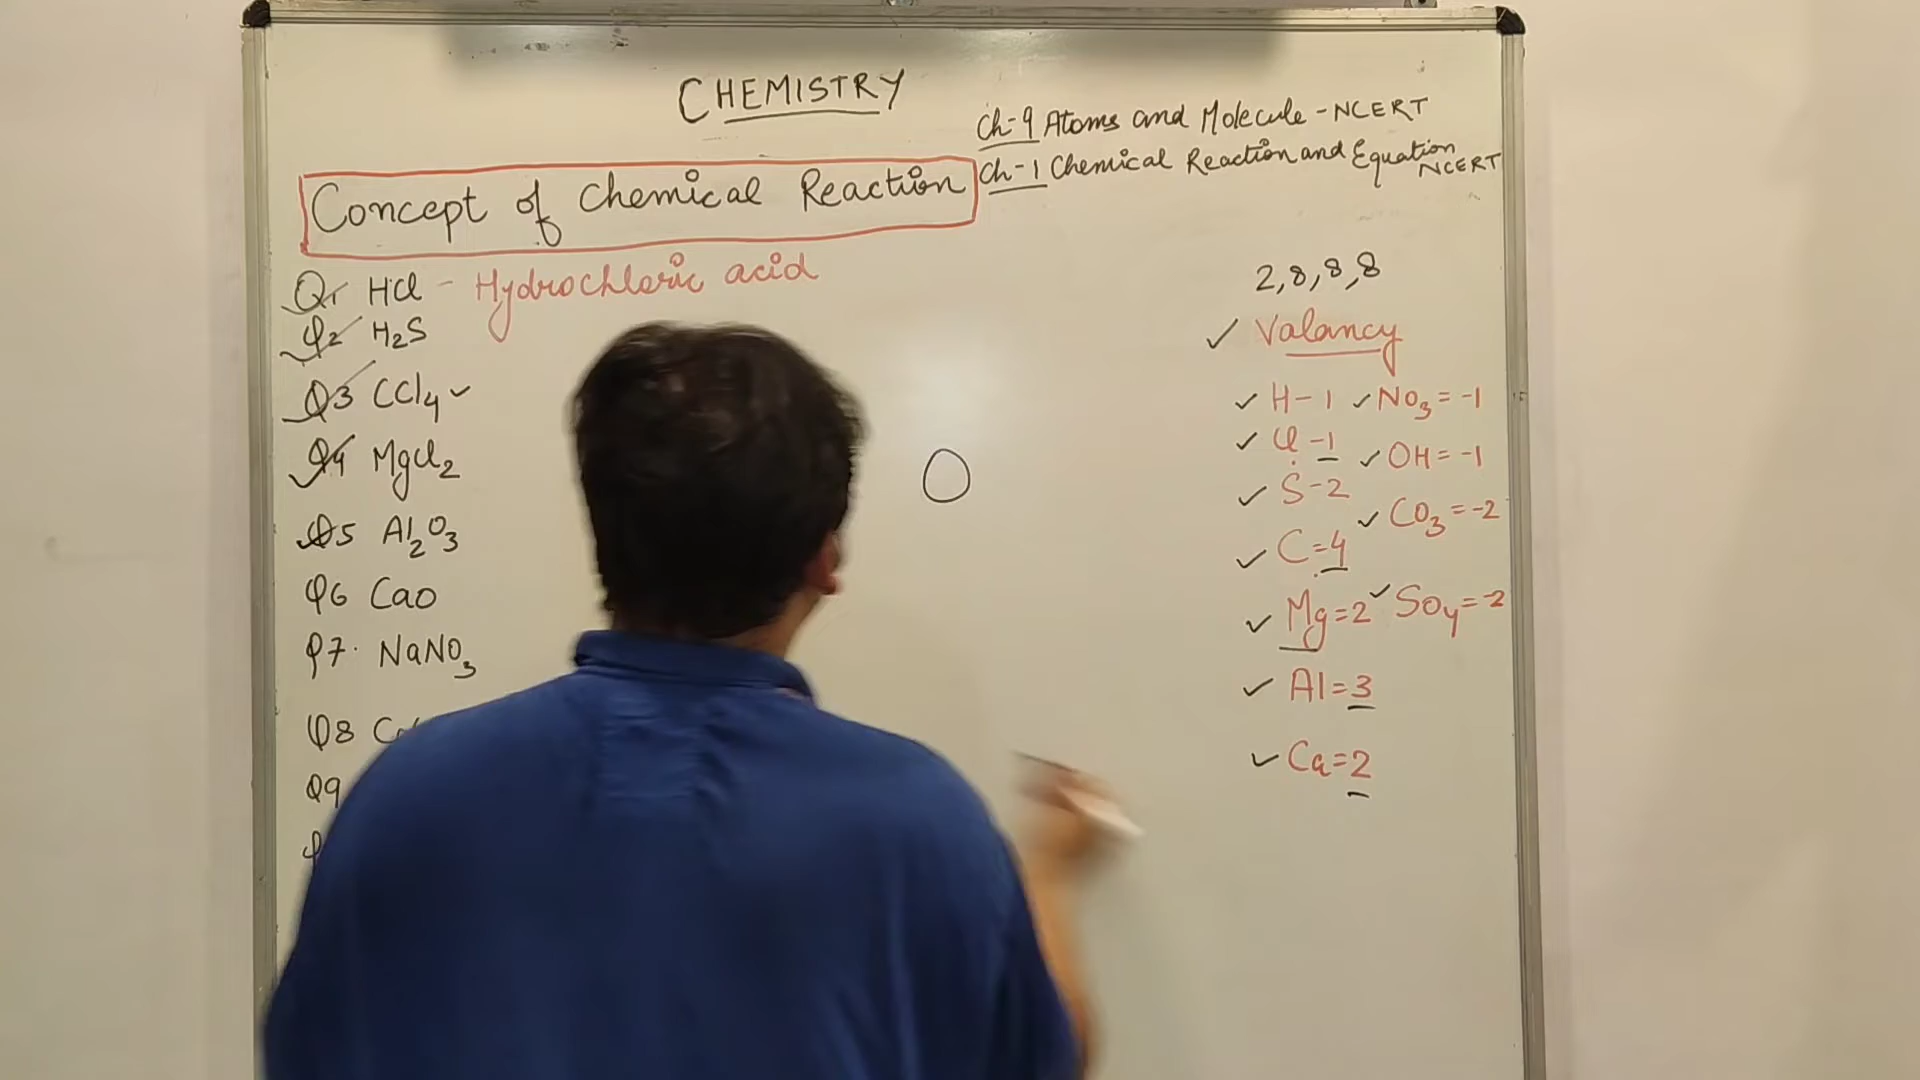 CHEMISTRY
Ch-9 Atoms and Molecule - NCERT
Ch-1 Chemical Reaction and Equation
NCERT
Concept of Chemical Reaction
Q1 HCl - Hydrochloric acid
Q2 H2S
Q3 CCl4
Q4 MgCl2
Q5 Al2O3
Q6 CaO
Q7. NaNO3
Q8
Q9
2,8,8,8
✓ Valancy
✓ H-1 ✓ NO3=-1
✓ Cl-1 ✓ OH=-1
✓ S-2
✓ CO3=-2
✓ C=4
✓ Mg=2 ✓ SO4=-2
✓ Al=3
✓ Ca=2